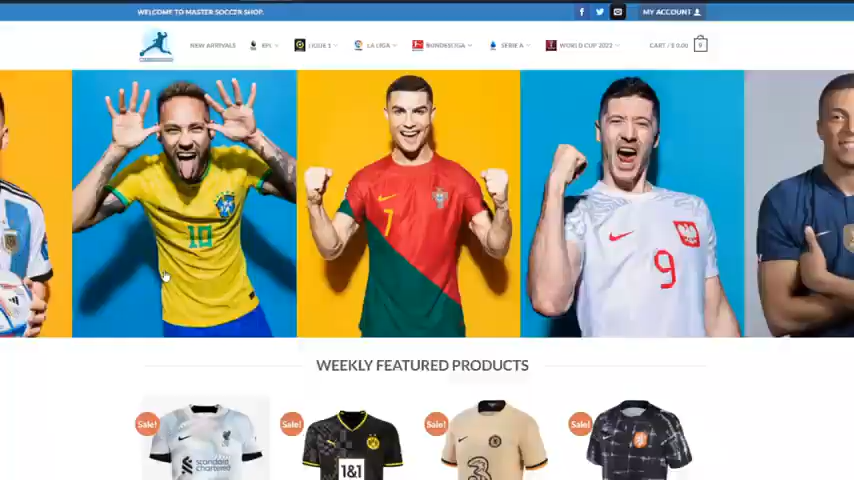 WELCOME TO MASTER SOCCER SHOP.
MY ACCOUNT
NEW ARRIVALS
EPL
LIGUE 1
LA LIGA
BUNDESLIGA
SERIE A
WORLD CUP 2022
CART / $ 0.00
0
10
7
9
WEEKLY FEATURED PRODUCTS
Sale!
Sale!
Sale!
Sale!
standard
chartered
1&1
3